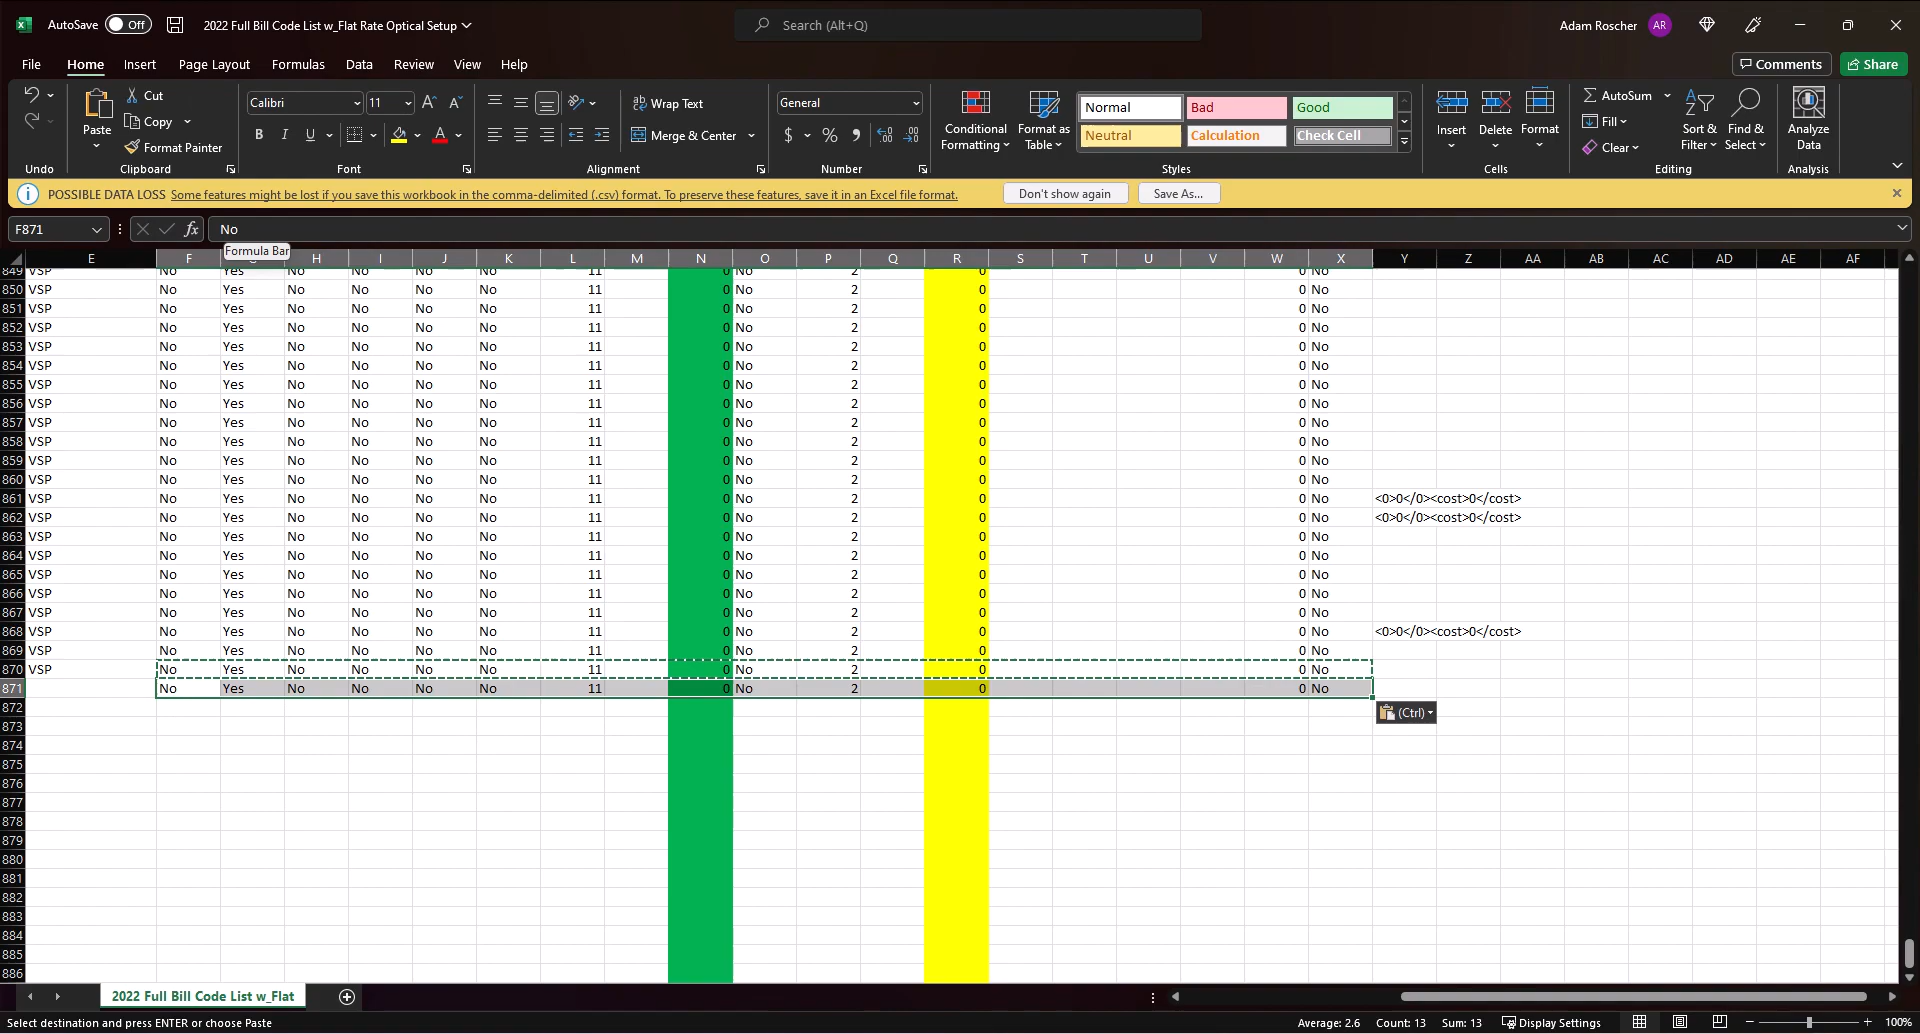 AutoSave Off 2022 Full Bill Code List w_Flat Rate Optical Setup Search (Alt+Q) Adam Roscher AR
File Home Insert Page Layout Formulas Data Review View Help Comments Share
Cut Calibri 11 Wrap Text General Normal Bad Good AutoSum
Paste Copy B I U A Merge & Center $ % Conditional Formatting Format as Table Neutral Calculation Check Cell Insert Delete Format Fill Sort & Filter Find & Select Analyze Data
Format Painter Clear
Undo Clipboard Font Alignment Number Styles Cells Editing Analysis
POSSIBLE DATA LOSS Some features might be lost if you save this workbook in the comma-delimited (.csv) format. To preserve these features, save it in an Excel file format. Don't show again Save As...
F871 fx No
Formula Bar
E F H I J K L M N O P Q R S T U V W X Y Z AA AB AC AD AE AF
849 VSP No Yes No No No No 11 0 No 2 0 0 No
850 VSP No Yes No No No No 11 0 No 2 0 0 No
851 VSP No Yes No No No No 11 0 No 2 0 0 No
852 VSP No Yes No No No No 11 0 No 2 0 0 No
853 VSP No Yes No No No No 11 0 No 2 0 0 No
854 VSP No Yes No No No No 11 0 No 2 0 0 No
855 VSP No Yes No No No No 11 0 No 2 0 0 No
856 VSP No Yes No No No No 11 0 No 2 0 0 No
857 VSP No Yes No No No No 11 0 No 2 0 0 No
858 VSP No Yes No No No No 11 0 No 2 0 0 No
859 VSP No Yes No No No No 11 0 No 2 0 0 No
860 VSP No Yes No No No No 11 0 No 2 0 0 No
861 VSP No Yes No No No No 11 0 No 2 0 0 No <0>0</0><cost>0</cost>
862 VSP No Yes No No No No 11 0 No 2 0 0 No <0>0</0><cost>0</cost>
863 VSP No Yes No No No No 11 0 No 2 0 0 No
864 VSP No Yes No No No No 11 0 No 2 0 0 No
865 VSP No Yes No No No No 11 0 No 2 0 0 No
866 VSP No Yes No No No No 11 0 No 2 0 0 No
867 VSP No Yes No No No No 11 0 No 2 0 0 No
868 VSP No Yes No No No No 11 0 No 2 0 0 No <0>0</0><cost>0</cost>
869 VSP No Yes No No No No 11 0 No 2 0 0 No
870 VSP No Yes No No No No 11 0 No 2 0 0 No
871 No Yes No No No No 11 0 No 2 0 0 No
872 (Ctrl)
873
874
875
876
877
878
879
880
881
882
883
884
885
886
2022 Full Bill Code List w_Flat
Select destination and press ENTER or choose Paste Average: 2.6 Count: 13 Sum: 13 Display Settings 100%